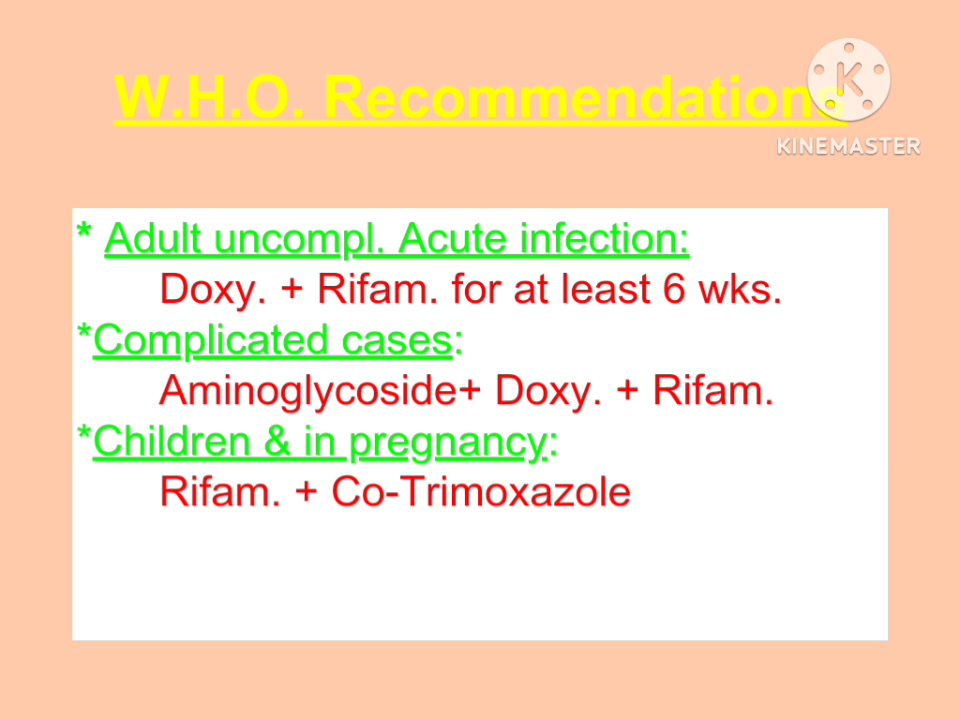 W.H.O. Recommendations
KINEMASTER
* Adult uncompl. Acute infection:
Doxy. + Rifam. for at least 6 wks.
*Complicated cases:
Aminoglycoside+ Doxy. + Rifam.
*Children & in pregnancy:
Rifam. + Co-Trimoxazole